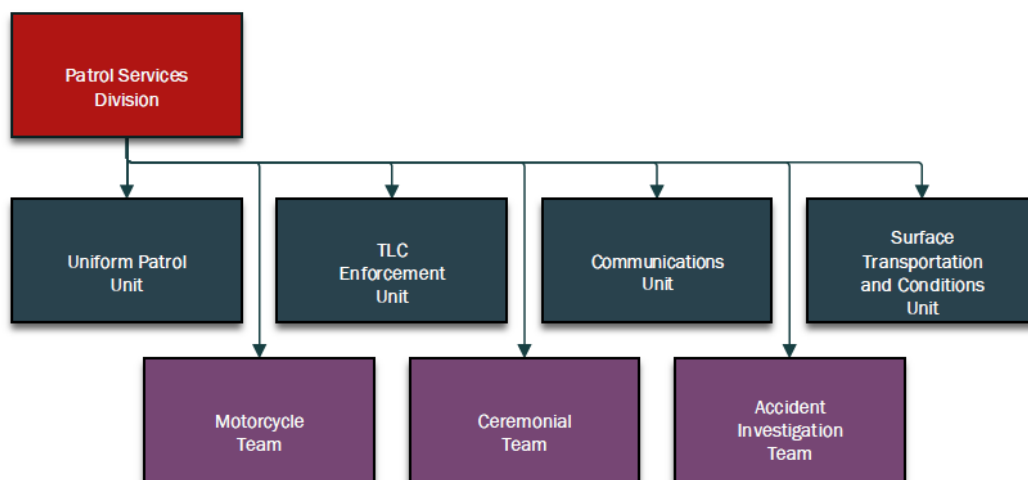 Patrol Services
Division
Uniform Patrol
Unit
TLC
Enforcement
Unit
Communications
Unit
Surface
Transportation
and Conditions
Unit
Motorcycle
Team
Ceremonial
Team
Accident
Investigation
Team